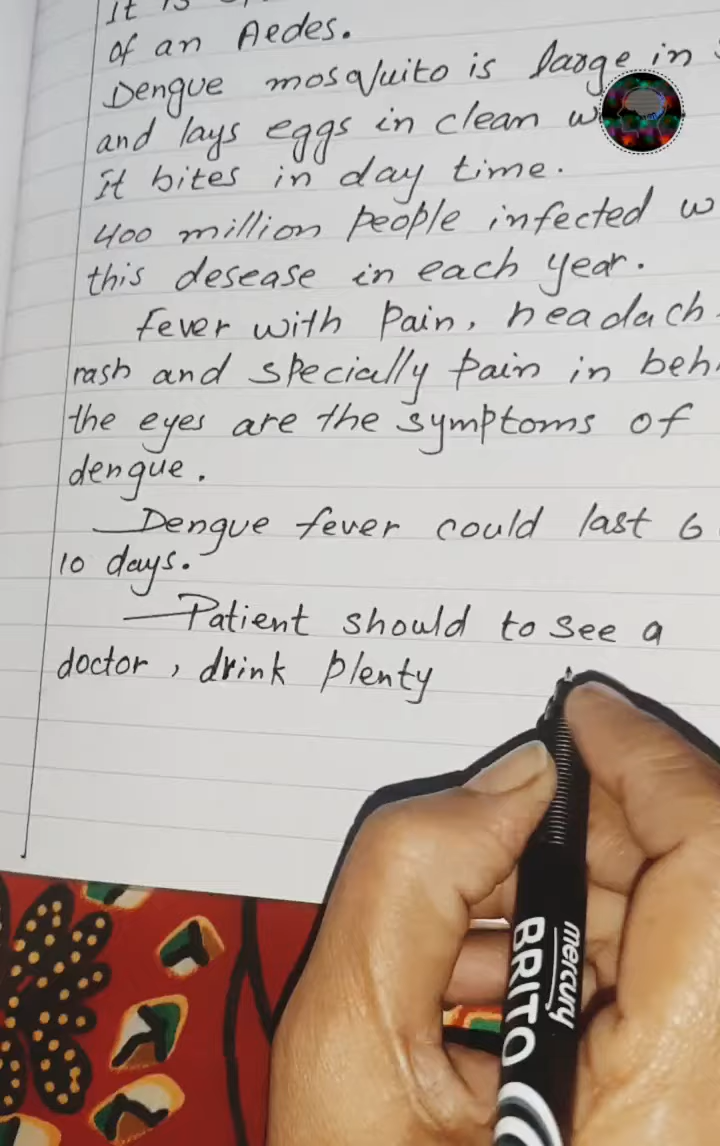 It is
of an Aedes.
Dengue mosquito is large in
and lays eggs in clean
It bites in day time.
400 million people infected
this desease in each year.
fever with Pain, headach
rash and specially pain in
the eyes are the symptoms of
dengue.
Dengue fever could last 6
10 days.
Patient should to see a
doctor, drink plenty
mercury
BRITO